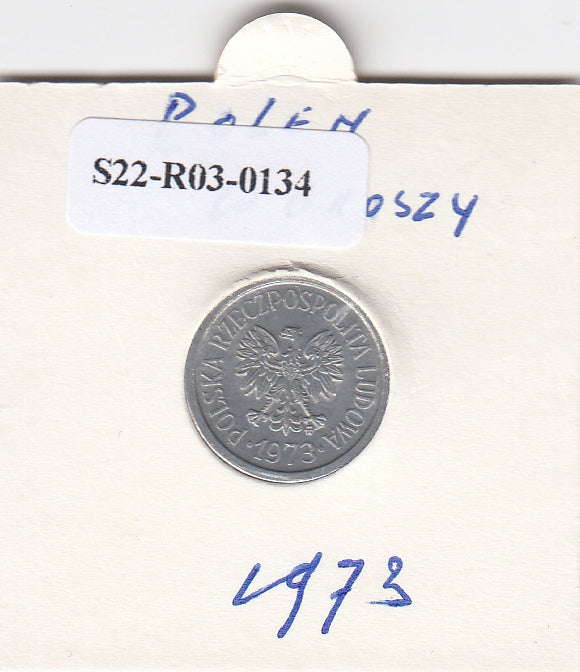 POLEN
S22-R03-0134
OSZY
POLSKA RZECZPOSPOLITA LUDOWA
·1973·
1973